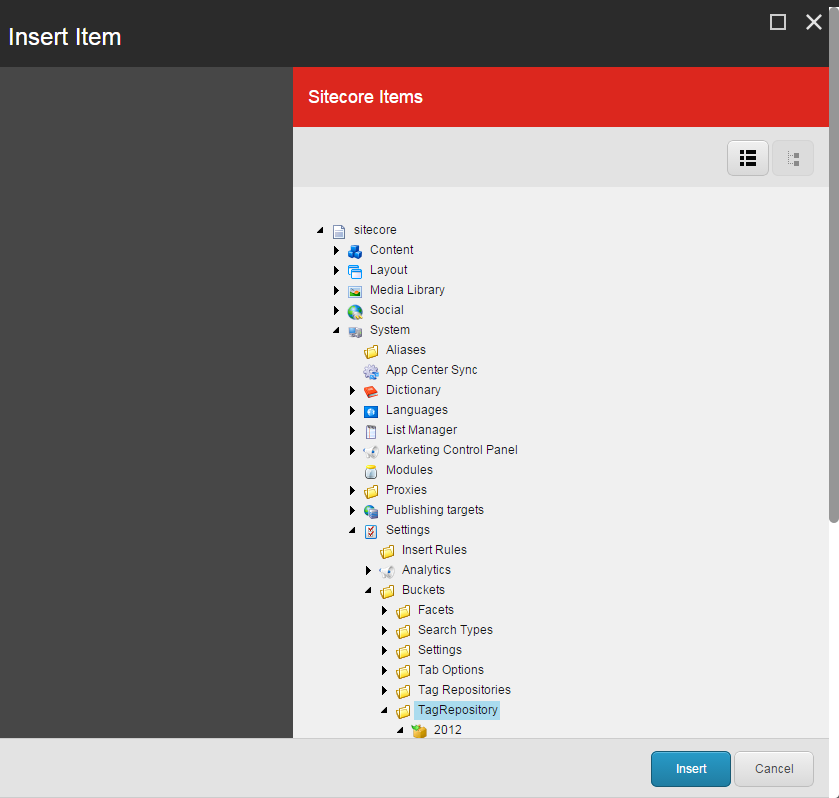 Insert Item
Sitecore Items
sitecore
Content
Layout
Media Library
Social
System
Aliases
App Center Sync
Dictionary
Languages
List Manager
Marketing Control Panel
Modules
Proxies
Publishing targets
Settings
Insert Rules
Analytics
Buckets
Facets
Search Types
Settings
Tab Options
Tag Repositories
TagRepository
2012
Insert Cancel